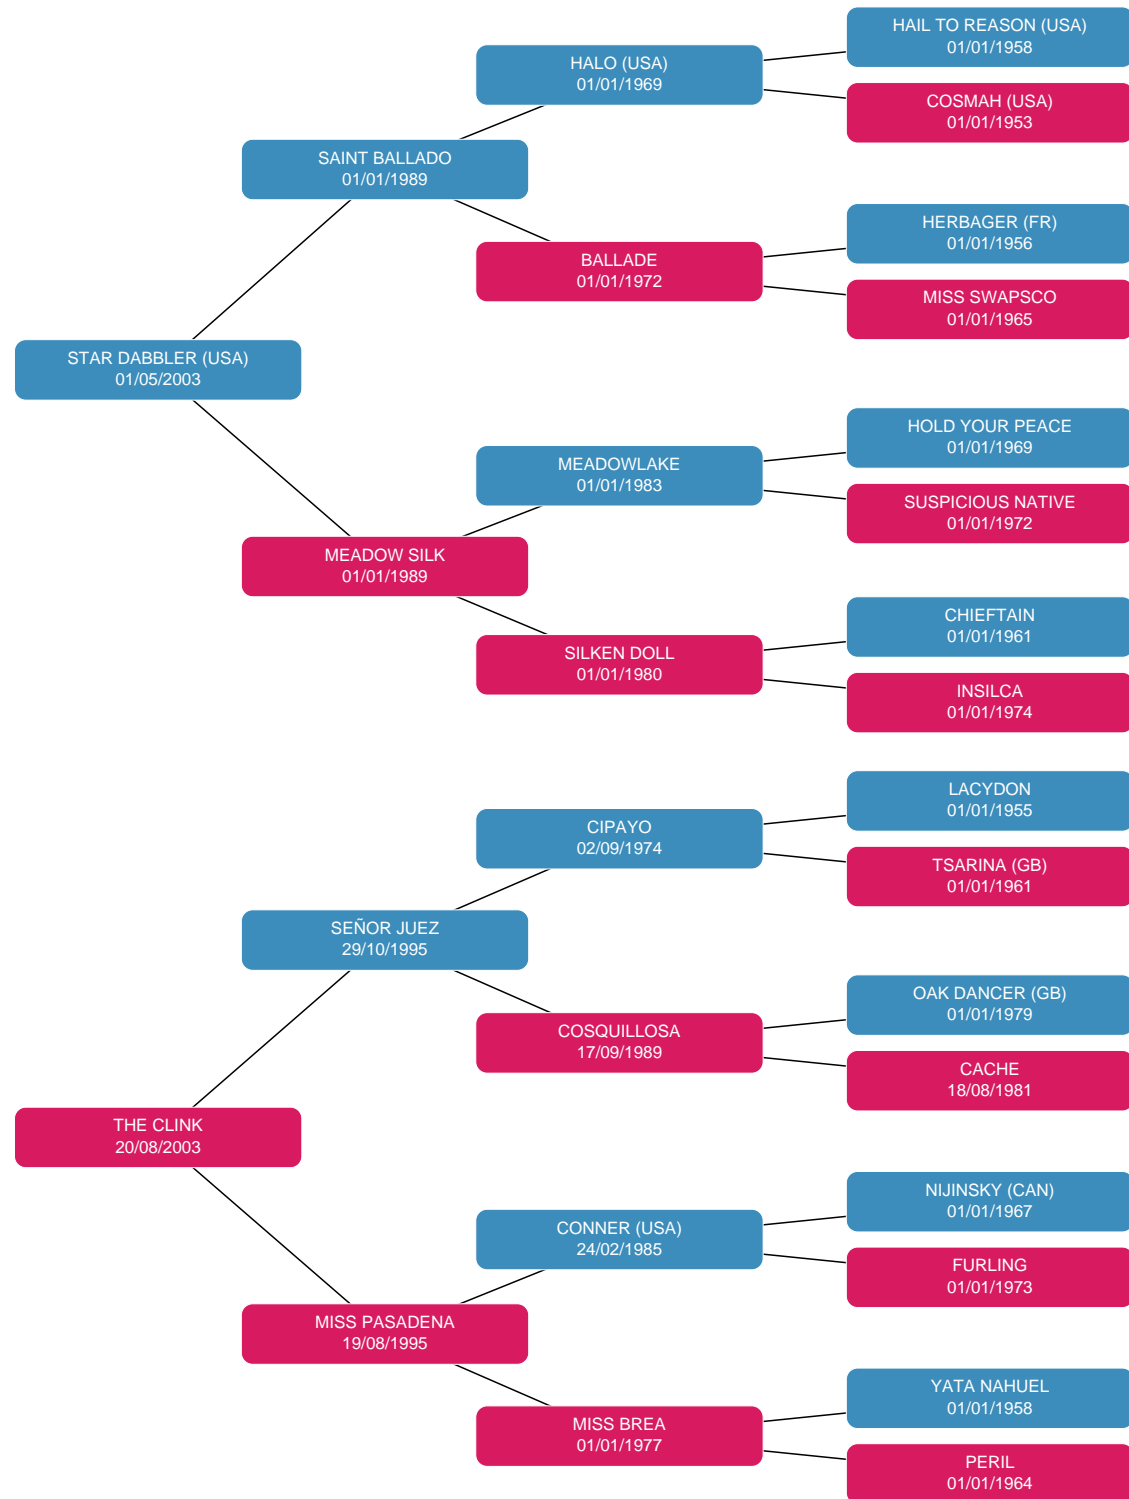 HAIL TO REASON (USA)
01/01/1958
HALO (USA)
01/01/1969
COSMAH (USA)
01/01/1953
SAINT BALLADO
01/01/1989
HERBAGER (FR)
01/01/1956
BALLADE
01/01/1972
MISS SWAPSCO
01/01/1965
STAR DABBLER (USA)
01/05/2003
HOLD YOUR PEACE
01/01/1969
MEADOWLAKE
01/01/1983
SUSPICIOUS NATIVE
01/01/1972
MEADOW SILK
01/01/1989
CHIEFTAIN
01/01/1961
SILKEN DOLL
01/01/1980
INSILCA
01/01/1974
LACYDON
01/01/1955
CIPAYO
02/09/1974
TSARINA (GB)
01/01/1961
SEÑOR JUEZ
29/10/1995
OAK DANCER (GB)
01/01/1979
COSQUILLOSA
17/09/1989
CACHE
18/08/1981
THE CLINK
20/08/2003
NIJINSKY (CAN)
01/01/1967
CONNER (USA)
24/02/1985
FURLING
01/01/1973
MISS PASADENA
19/08/1995
YATA NAHUEL
01/01/1958
MISS BREA
01/01/1977
PERIL
01/01/1964